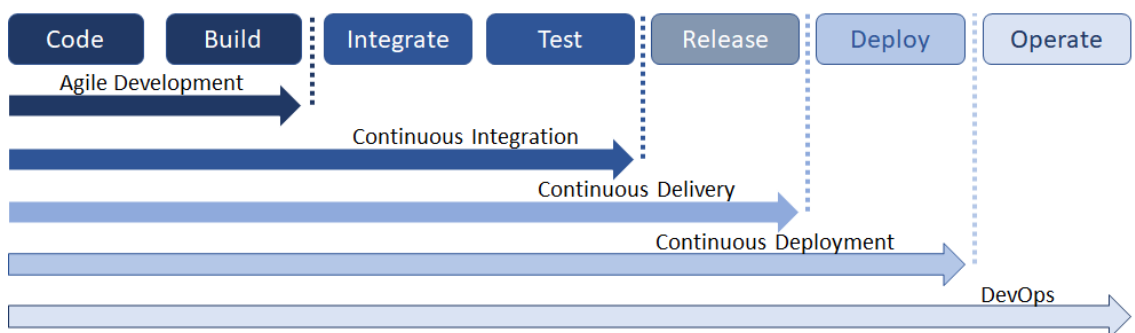 Code Build Integrate Test Release Deploy Operate
Agile Development
Continuous Integration
Continuous Delivery
Continuous Deployment
DevOps